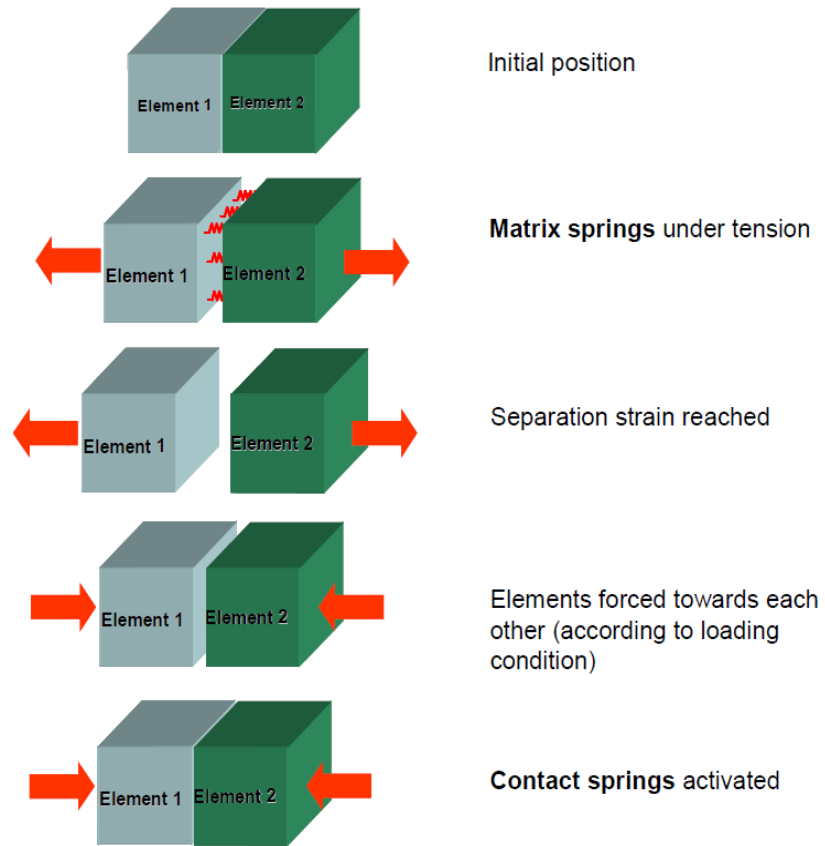 Element 1
Element 2
Initial position
Element 1
Element 2
Matrix springs under tension
Element 1
Element 2
Separation strain reached
Element 1
Element 2
Elements forced towards each
other (according to loading
condition)
Element 1
Element 2
Contact springs activated